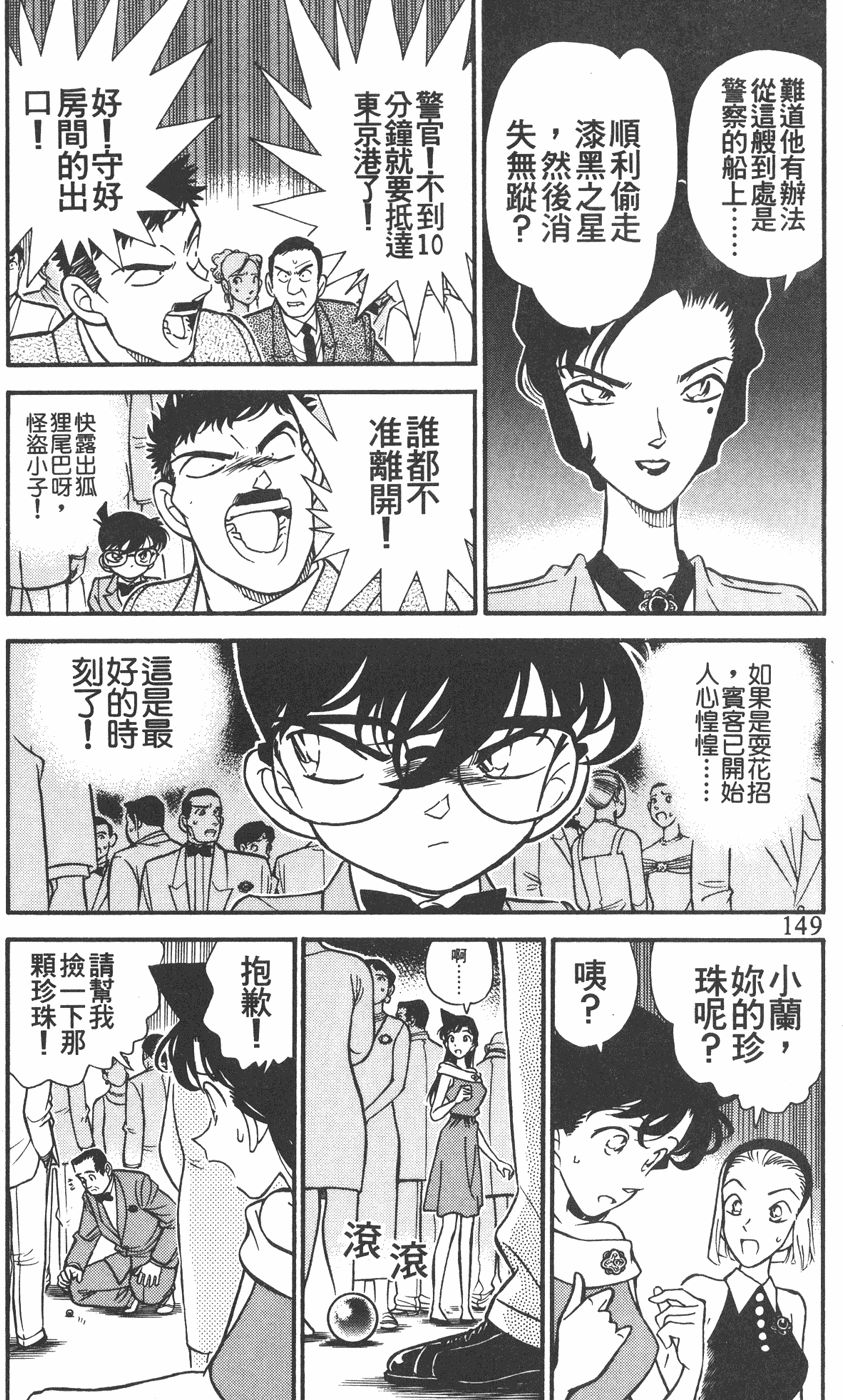 難道他有辦法
從這艘到處是
警察的船上……
順利偷走
漆黑之星
，然後消
失無蹤？
警官！不到10
分鐘就要抵達
東京港了！
好！守好
房間的出
口！
誰都不
准離開！
快露出狐
狸尾巴呀，
怪盜小子！
如果是耍花招
，賓客已開始
人心惶惶……
這是最
好的時
刻了！
149
小蘭，
妳的珍
珠呢？
咦？
啊……
滾滾
抱歉！
請幫我
撿一下那
顆珍珠！